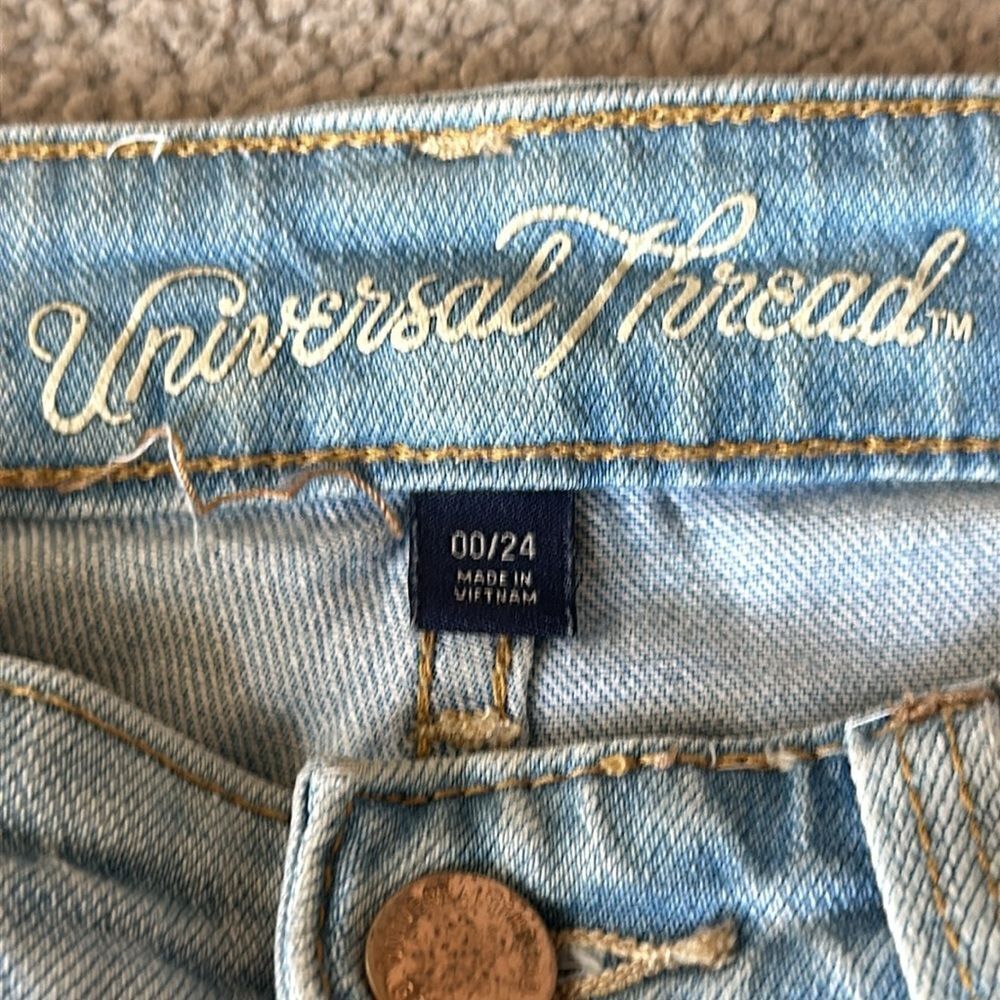 Universal Thread™
00/24
MADE IN
VIETNAM